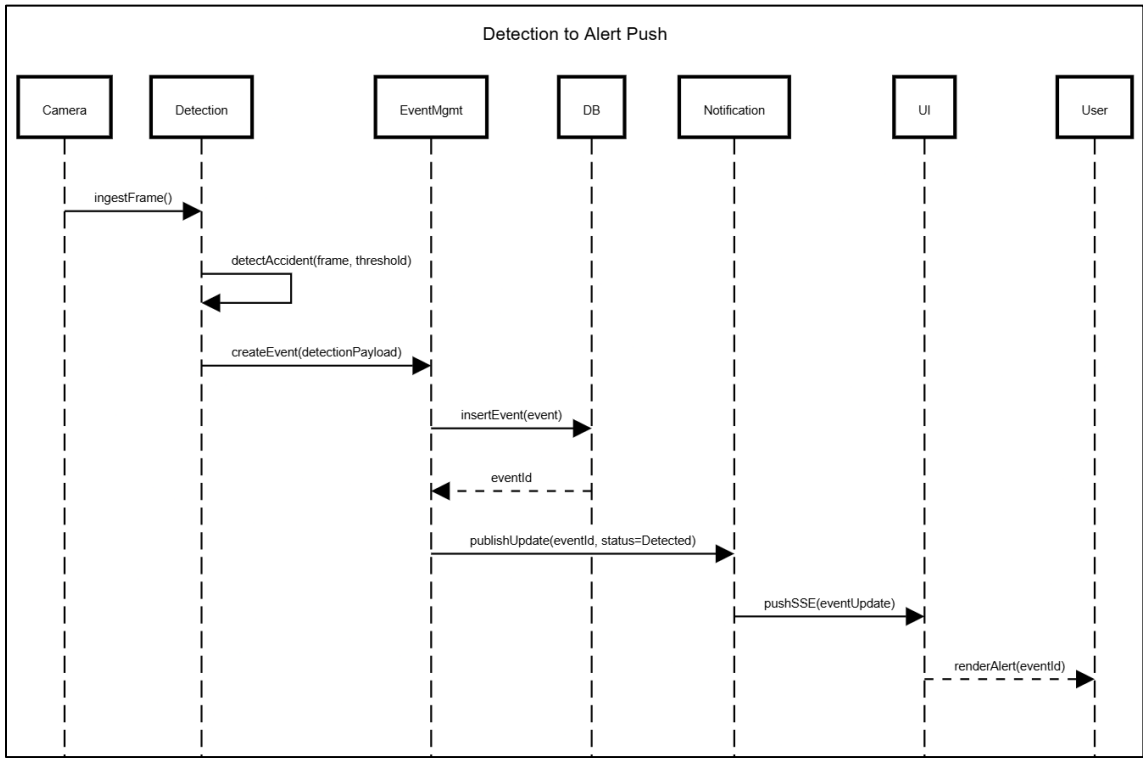 Detection to Alert Push
Camera
Detection
EventMgmt
DB
Notification
UI
User
ingestFrame()
detectAccident(frame, threshold)
createEvent(detectionPayload)
insertEvent(event)
eventId
publishUpdate(eventId, status=Detected)
pushSSE(eventUpdate)
renderAlert(eventId)